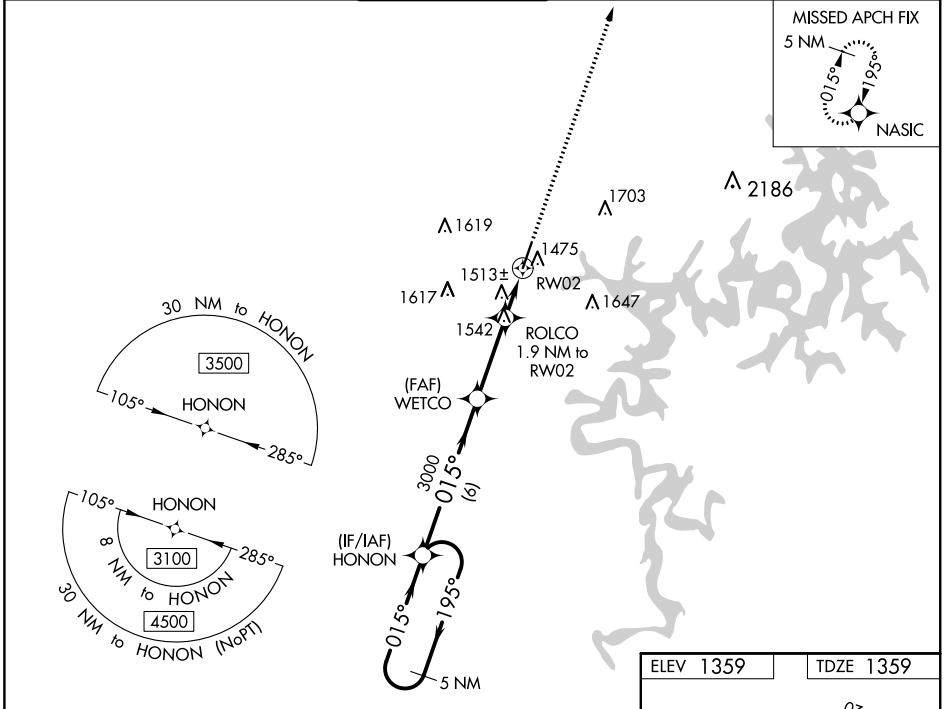 MISSED APCH FIX
5 NM
015°
195°
NASIC
2186
1703
1619
1475
1513±
RW02
1617
1647
1542
ROLCO
1.9 NM to
RW02
30 NM to HONON
3500
105°
HONON
285°
(FAF)
WETCO
3000
015°
(6)
105°
HONON
285°
8 NM to HONON
3100
4500
30 NM to HONON (NoPT)
(IF/IAF)
HONON
015°
195°
5 NM
ELEV 1359
TDZE 1359